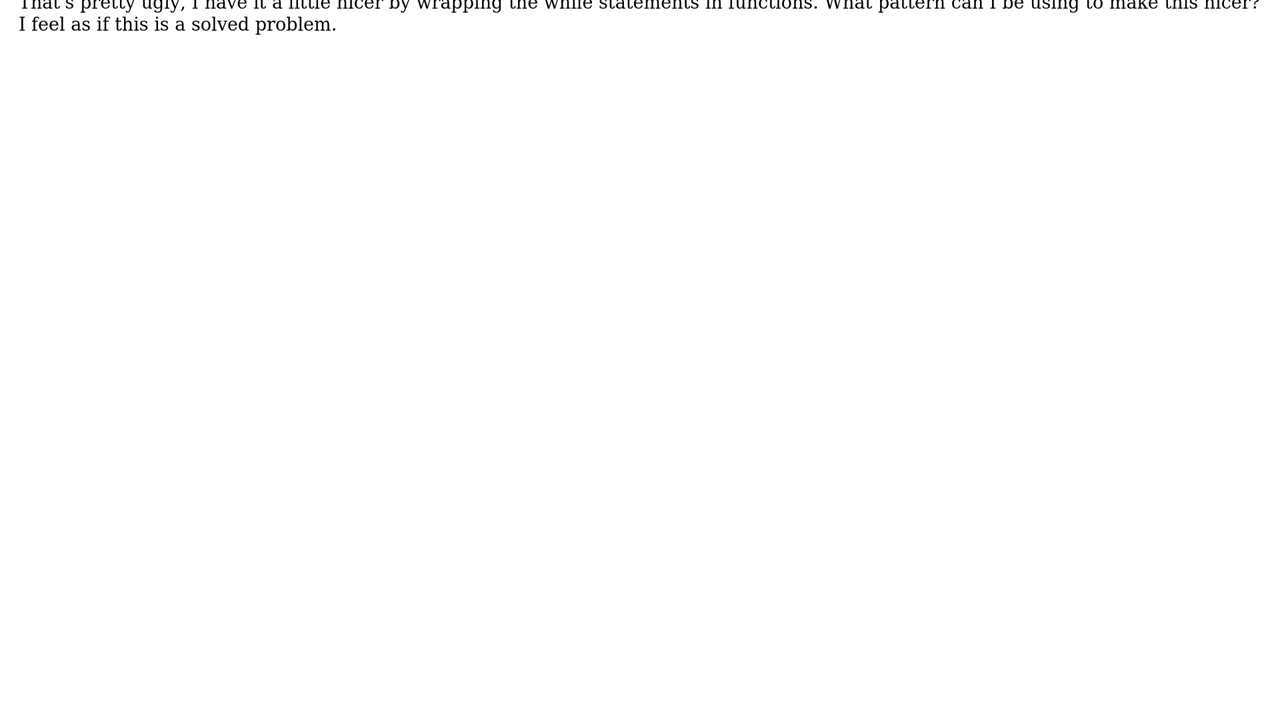 That's pretty ugly, I have it a little nicer by wrapping the while statements in functions. What pattern can I be using to make this nicer?
I feel as if this is a solved problem.